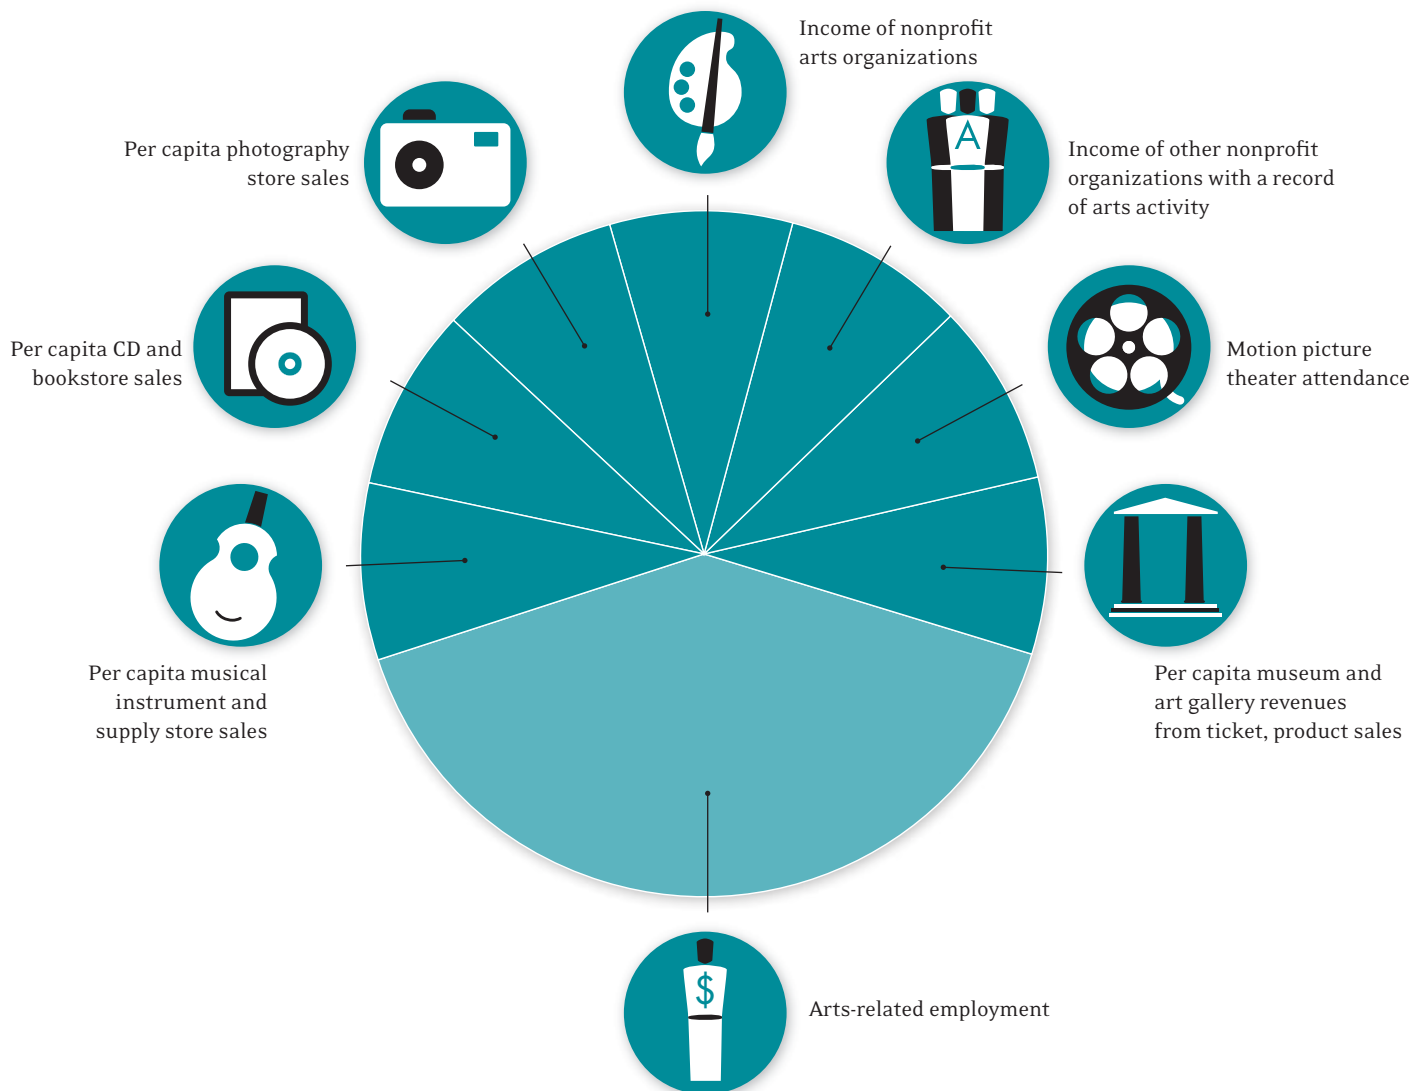 Income of nonprofit
arts organizations
Per capita photography
store sales
A
Income of other nonprofit
organizations with a record
of arts activity
Per capita CD and
bookstore sales
Motion picture
theater attendance
Per capita musical
instrument and
supply store sales
Per capita museum and
art gallery revenues
from ticket, product sales
$
Arts-related employment